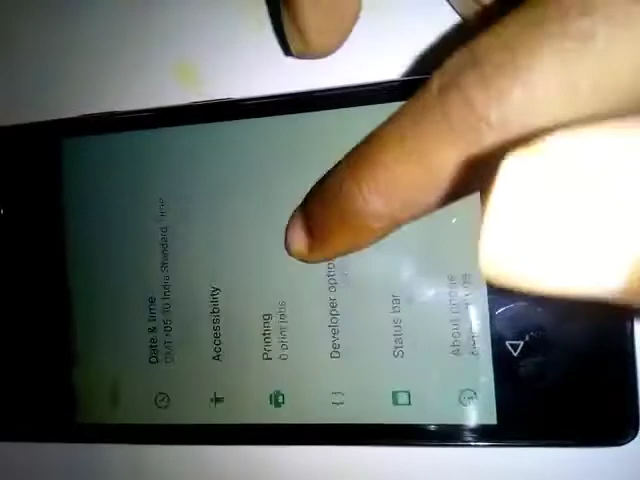 Date & time
GMT+05:30 India Standard Time
Accessibility
Printing
0 print jobs
Developer optio
Status bar
About phone